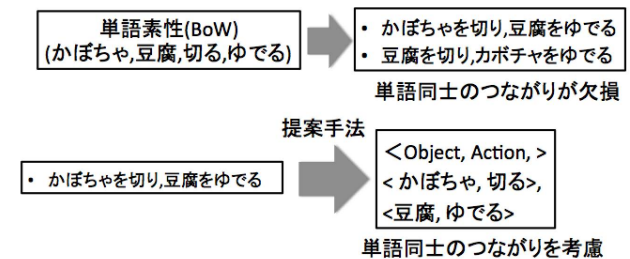 単語素性(BoW)
(かぼちゃ,豆腐,切る,ゆでる)
• かぼちゃを切り,豆腐をゆでる
• 豆腐を切り,カボチャをゆでる
単語同士のつながりが欠損
提案手法
• かぼちゃを切り,豆腐をゆでる
＜Object, Action, >
< かぼちゃ, 切る>,
<豆腐, ゆでる>
単語同士のつながりを考慮